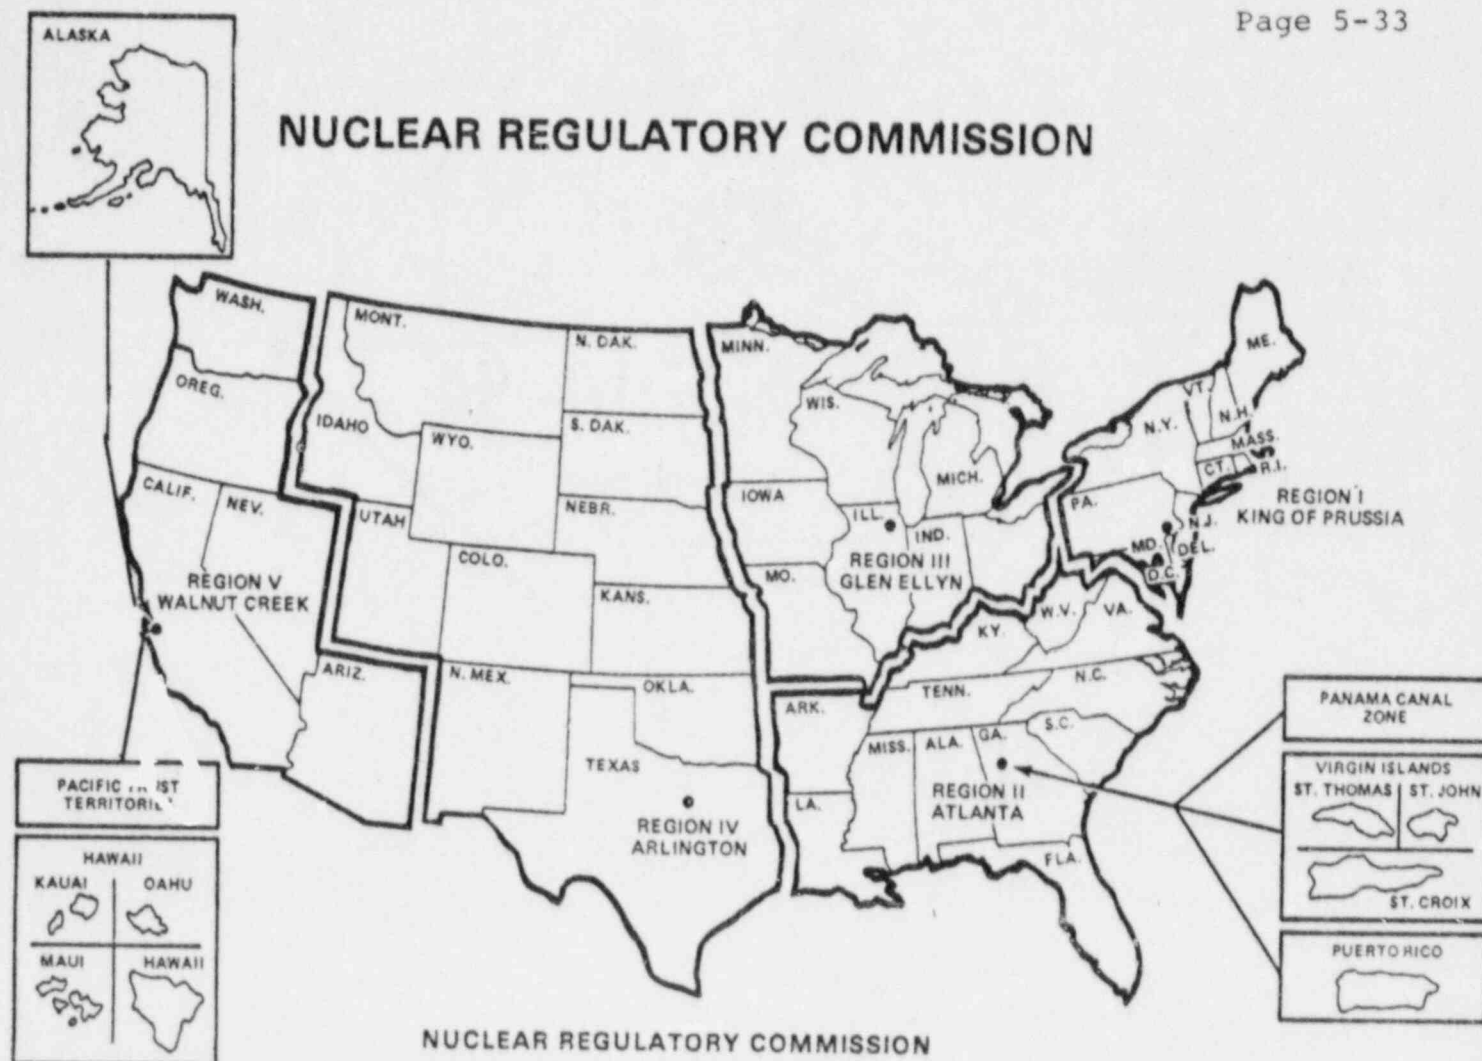 Page 5-33
ALASKA
NUCLEAR REGULATORY COMMISSION
WASH.
MONT.
N. DAK.
MINN.
ME.
OREG.
IDAHO
WYO.
S. DAK.
WIS.
VT.
N.H.
N.Y.
MASS.
CALIF.
NEV.
UTAH
NEBR.
IOWA
MICH.
CT.
R.I.
ILL.
IND.
PA.
N.J.
REGION I
KING OF PRUSSIA
COLO.
MO.
REGION III
GLEN ELLYN
MD.
DEL.
D.C.
REGION V
WALNUT CREEK
KANS.
KY.
W.V.
VA.
ARIZ.
N. MEX.
OKLA.
ARK.
TENN.
N.C.
MISS.
ALA.
GA.
S.C.
PANAMA CANAL
ZONE
TEXAS
LA.
REGION II
ATLANTA
REGION IV
ARLINGTON
FLA.
VIRGIN ISLANDS
ST. THOMAS
ST. JOHN
ST. CROIX
PACIFIC
HAWAII
KAUAI
OAHU
MAUI
HAWAII
PUERTO RICO
NUCLEAR REGULATORY COMMISSION